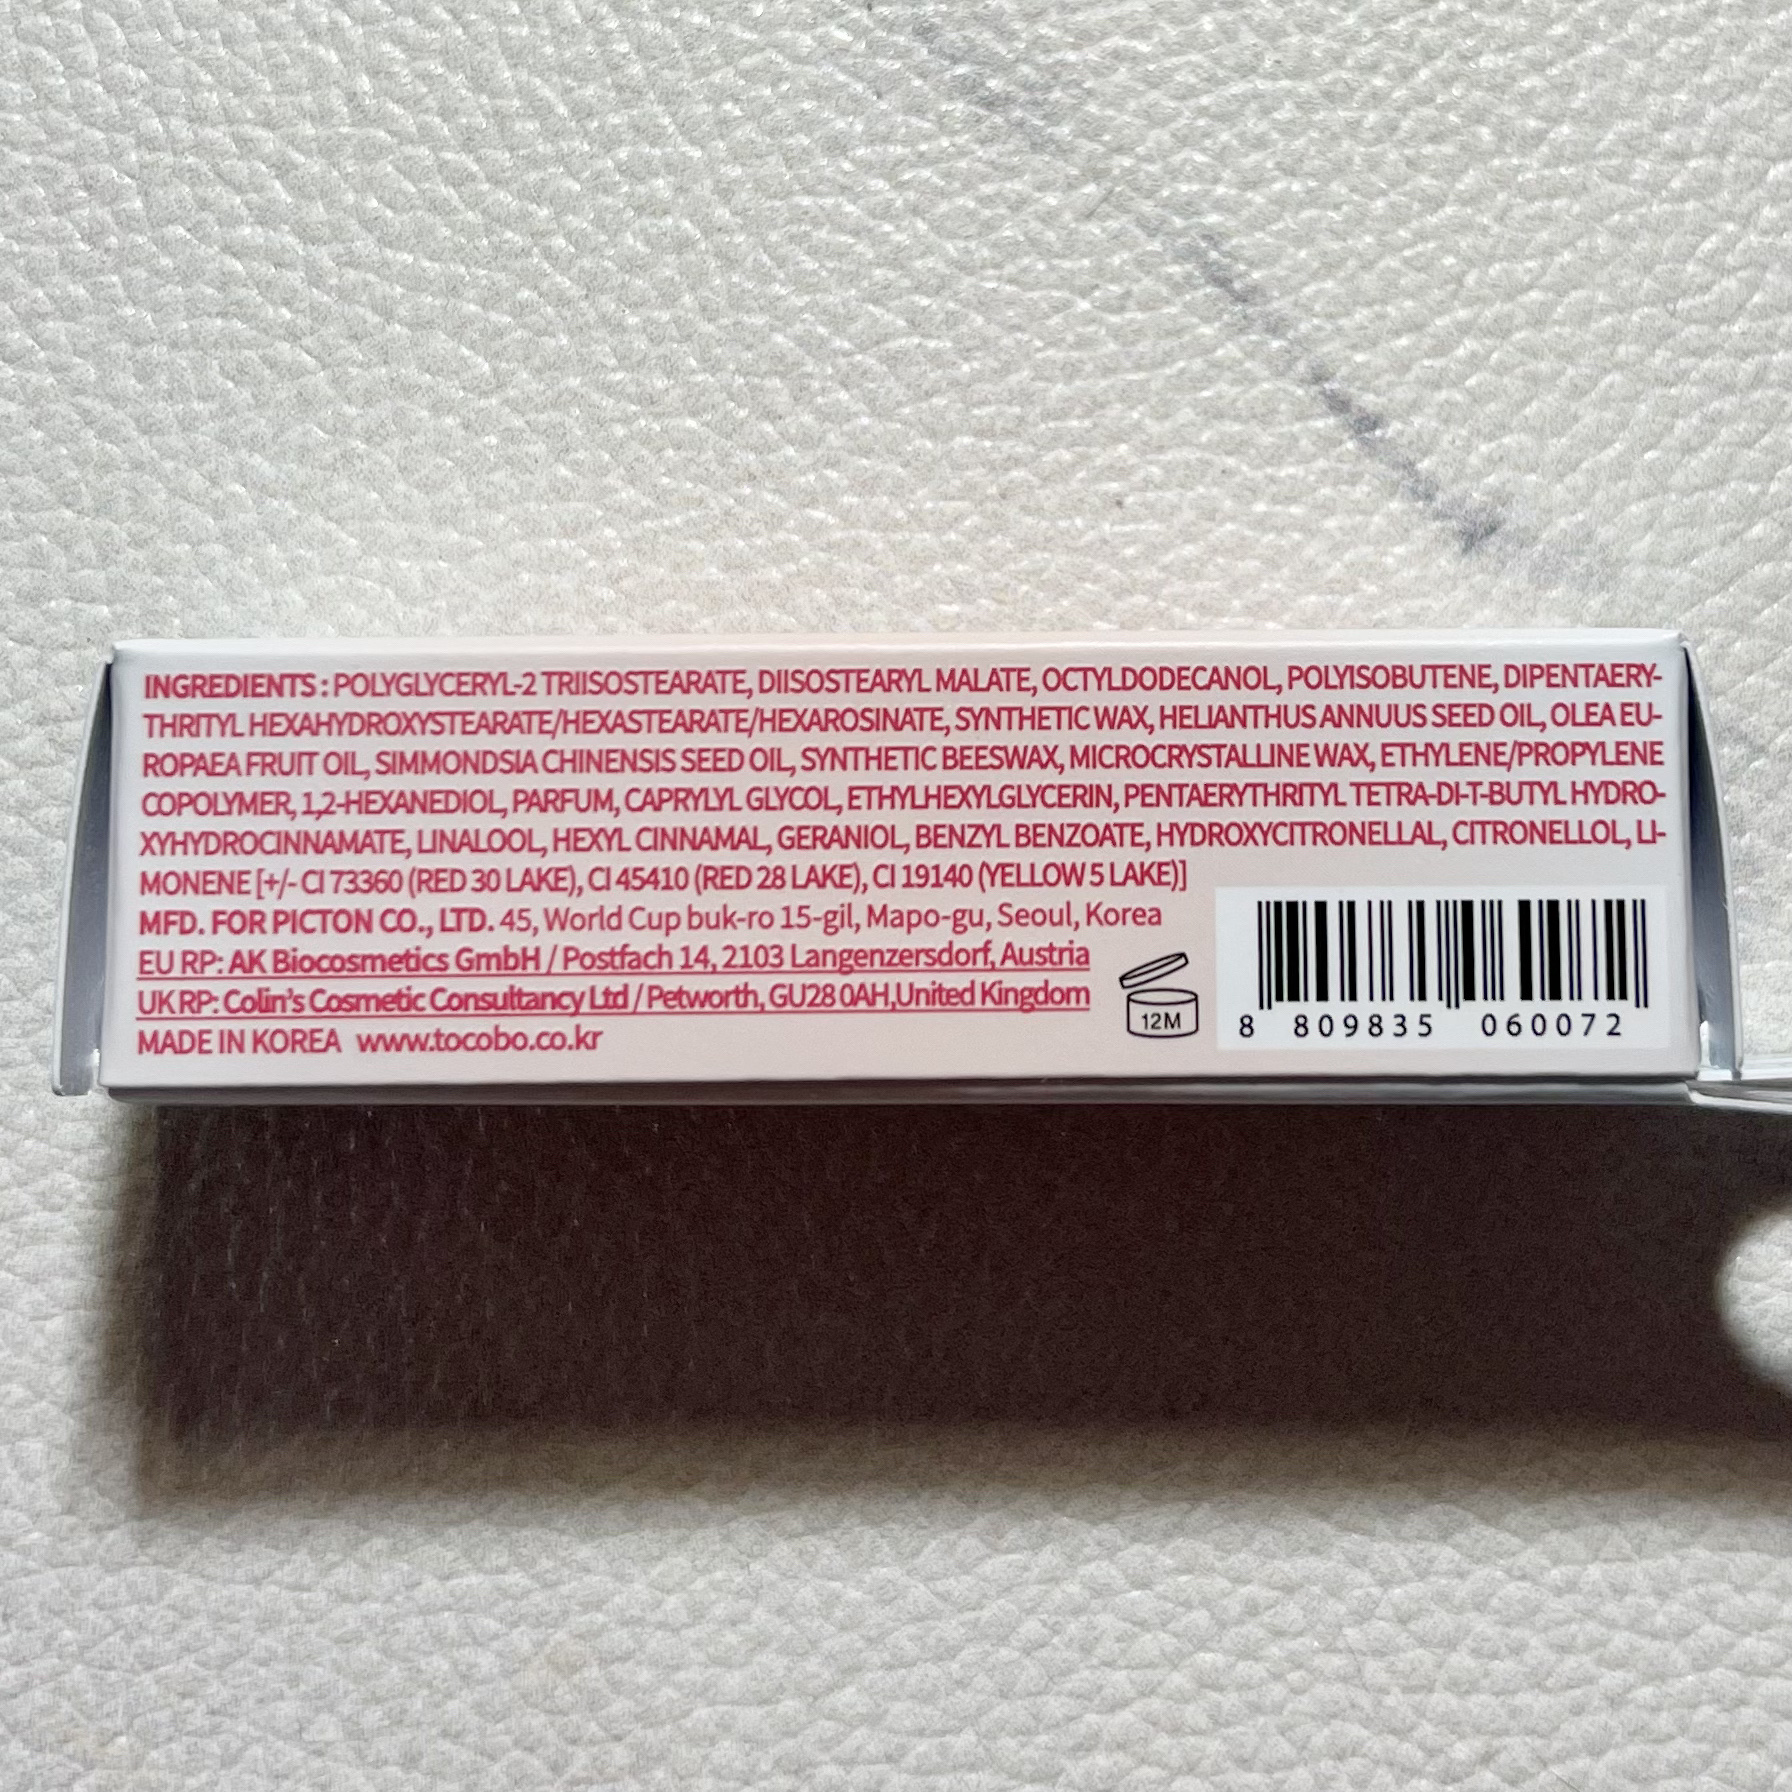 INGREDIENTS : POLYGLYCERYL-2 TRIISOSTEARATE, DIISOSTEARYL MALATE, OCTYLDODECANOL, POLYISOBUTENE, DIPENTAERY-
THRITYL HEXAHYDROXYSTEARATE/HEXASTEARATE/HEXAROSINATE, SYNTHETIC WAX, HELIANTHUS ANNUUS SEED OIL, OLEA EU-
ROPAEA FRUIT OIL, SIMMONDSIA CHINENSIS SEED OIL, SYNTHETIC BEESWAX, MICROCRYSTALLINE WAX, ETHYLENE/PROPYLENE
COPOLYMER, 1,2-HEXANEDIOL, PARFUM, CAPRYLYL GLYCOL, ETHYLHEXYLGLYCERIN, PENTAERYTHRITYL TETRA-DI-T-BUTYL HYDRO-
XYHYDROCINNAMATE, LINALOOL, HEXYL CINNAMAL, GERANIOL, BENZYL BENZOATE, HYDROXYCITRONELLAL, CITRONELLOL, LI-
MONENE [+/- CI 73360 (RED 30 LAKE), CI 45410 (RED 28 LAKE), CI 19140 (YELLOW 5 LAKE)]
MFD. FOR PICTON CO., LTD. 45, World Cup buk-ro 15-gil, Mapo-gu, Seoul, Korea
EU RP: AK Biocosmetics GmbH / Postfach 14, 2103 Langenzersdorf, Austria
UK RP: Colin's Cosmetic Consultancy Ltd / Petworth, GU28 0AH,United Kingdom
MADE IN KOREA www.tocobo.co.kr
12M
8 809835 060072